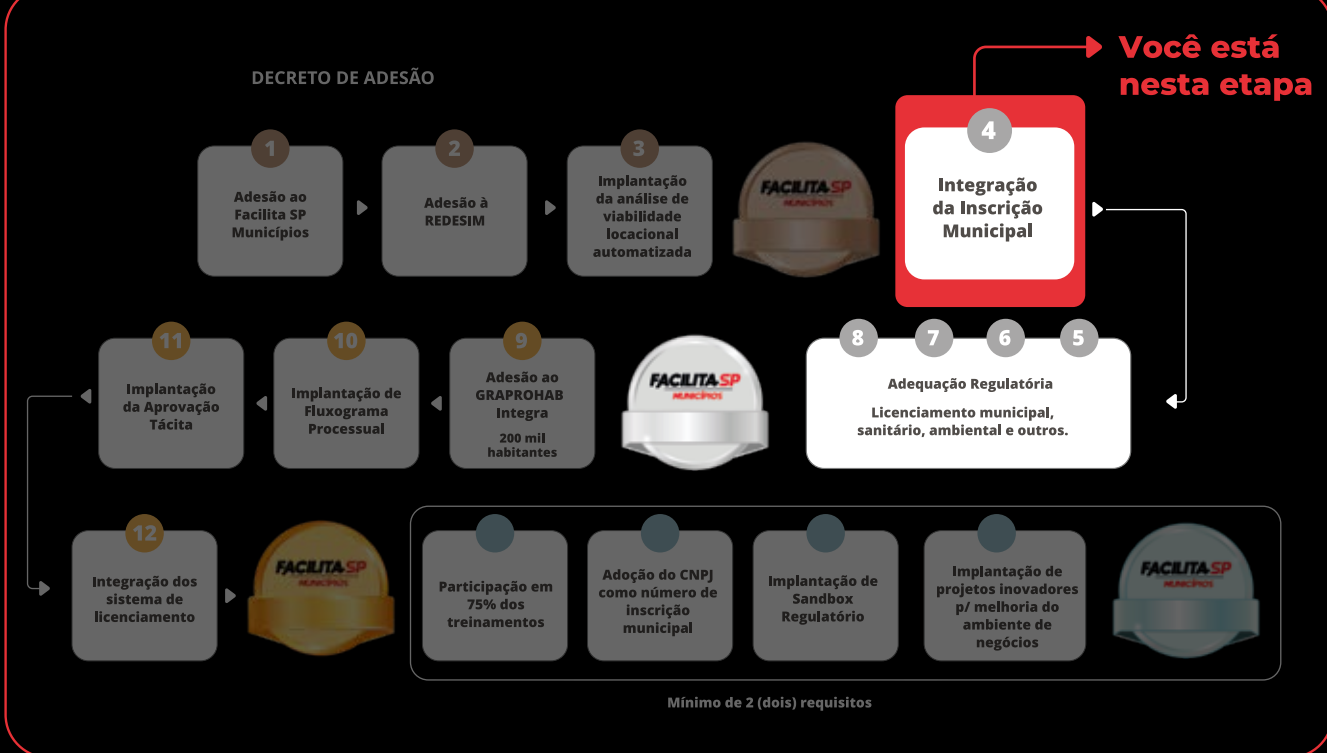 Você está
nesta etapa
DECRETO DE ADESÃO
1
Adesão ao
Facilita SP
Municípios
2
Adesão à
REDESIM
3
Implantação
da análise de
viabilidade
locacional
automatizada
FACILITA SP
MUNICÍPIOS
4
Integração
da Inscrição
Municipal
8 7 6 5
Adequação Regulatória
Licenciamento municipal,
sanitário, ambiental e outros.
FACILITA SP
MUNICÍPIOS
9
Adesão ao
GRAPROHAB
Integra
200 mil
habitantes
10
Implantação de
Fluxograma
Processual
11
Implantação
da Aprovação
Tácita
12
Integração dos
sistema de
licenciamento
FACILITA SP
MUNICÍPIOS
Participação em
75% dos
treinamentos
Adoção do CNPJ
como número de
inscrição
municipal
Implantação de
Sandbox
Regulatório
Implantação de
projetos inovadores
p/ melhoria do
ambiente de
negócios
FACILITA SP
MUNICÍPIOS
Mínimo de 2 (dois) requisitos